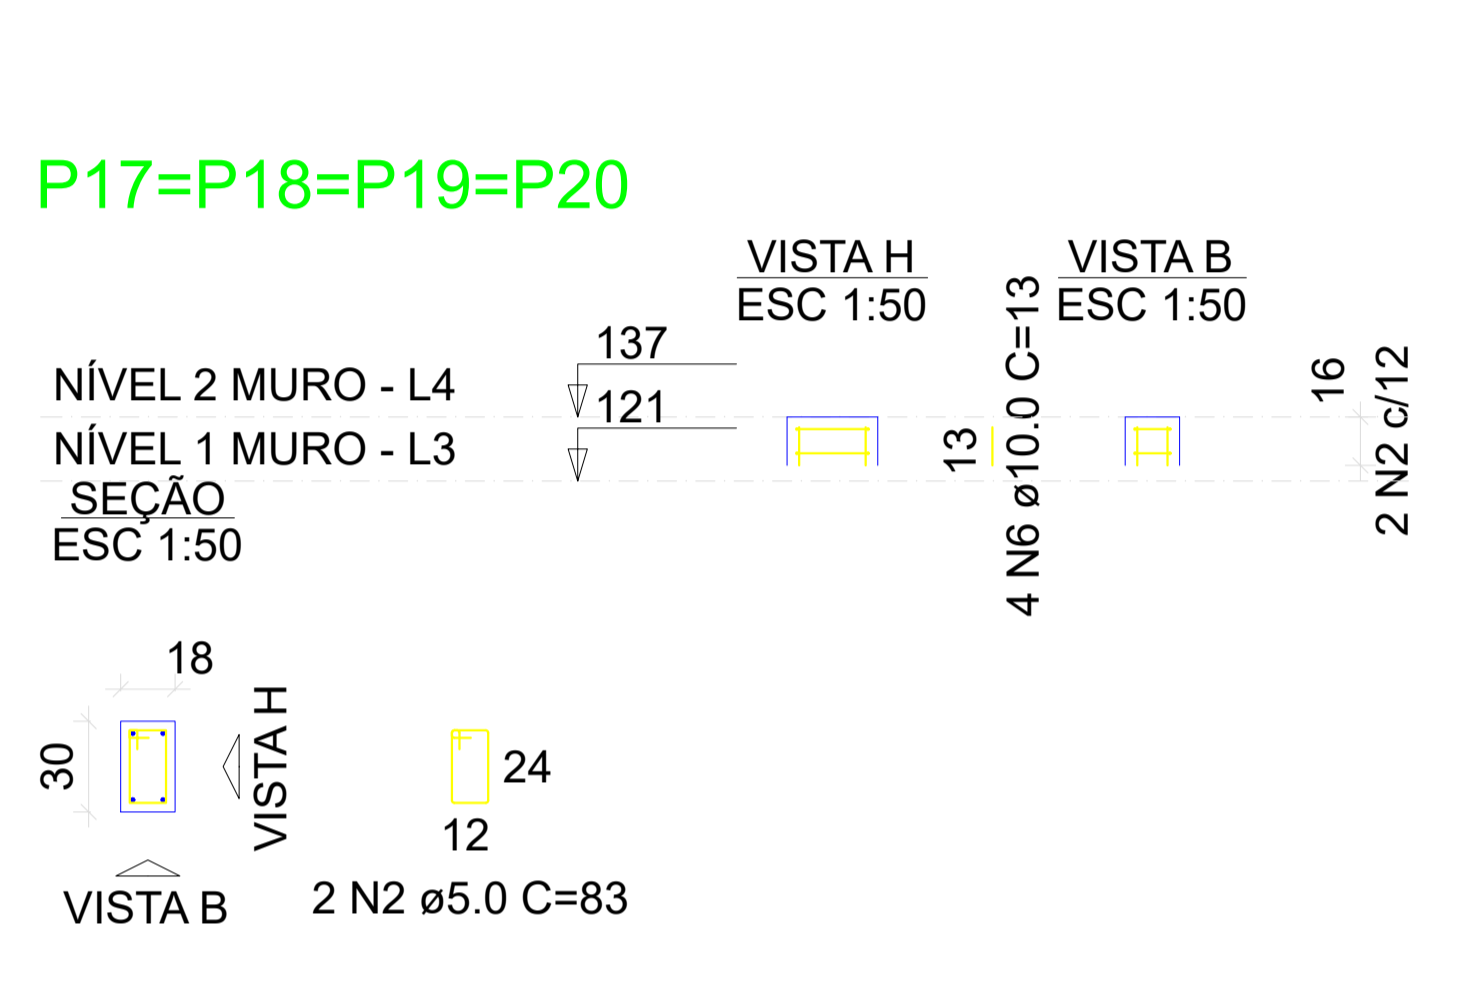 P17=P18=P19=P20
VISTA H
ESC 1:50
VISTA B
ESC 1:50
137
NÍVEL 2 MURO - L4
121
NÍVEL 1 MURO - L3
13
4 N6 ø10.0 C=13
16
2 N2 c/12
SEÇÃO
ESC 1:50
18
30
VISTA H
VISTA B
24
12
2 N2 ø5.0 C=83